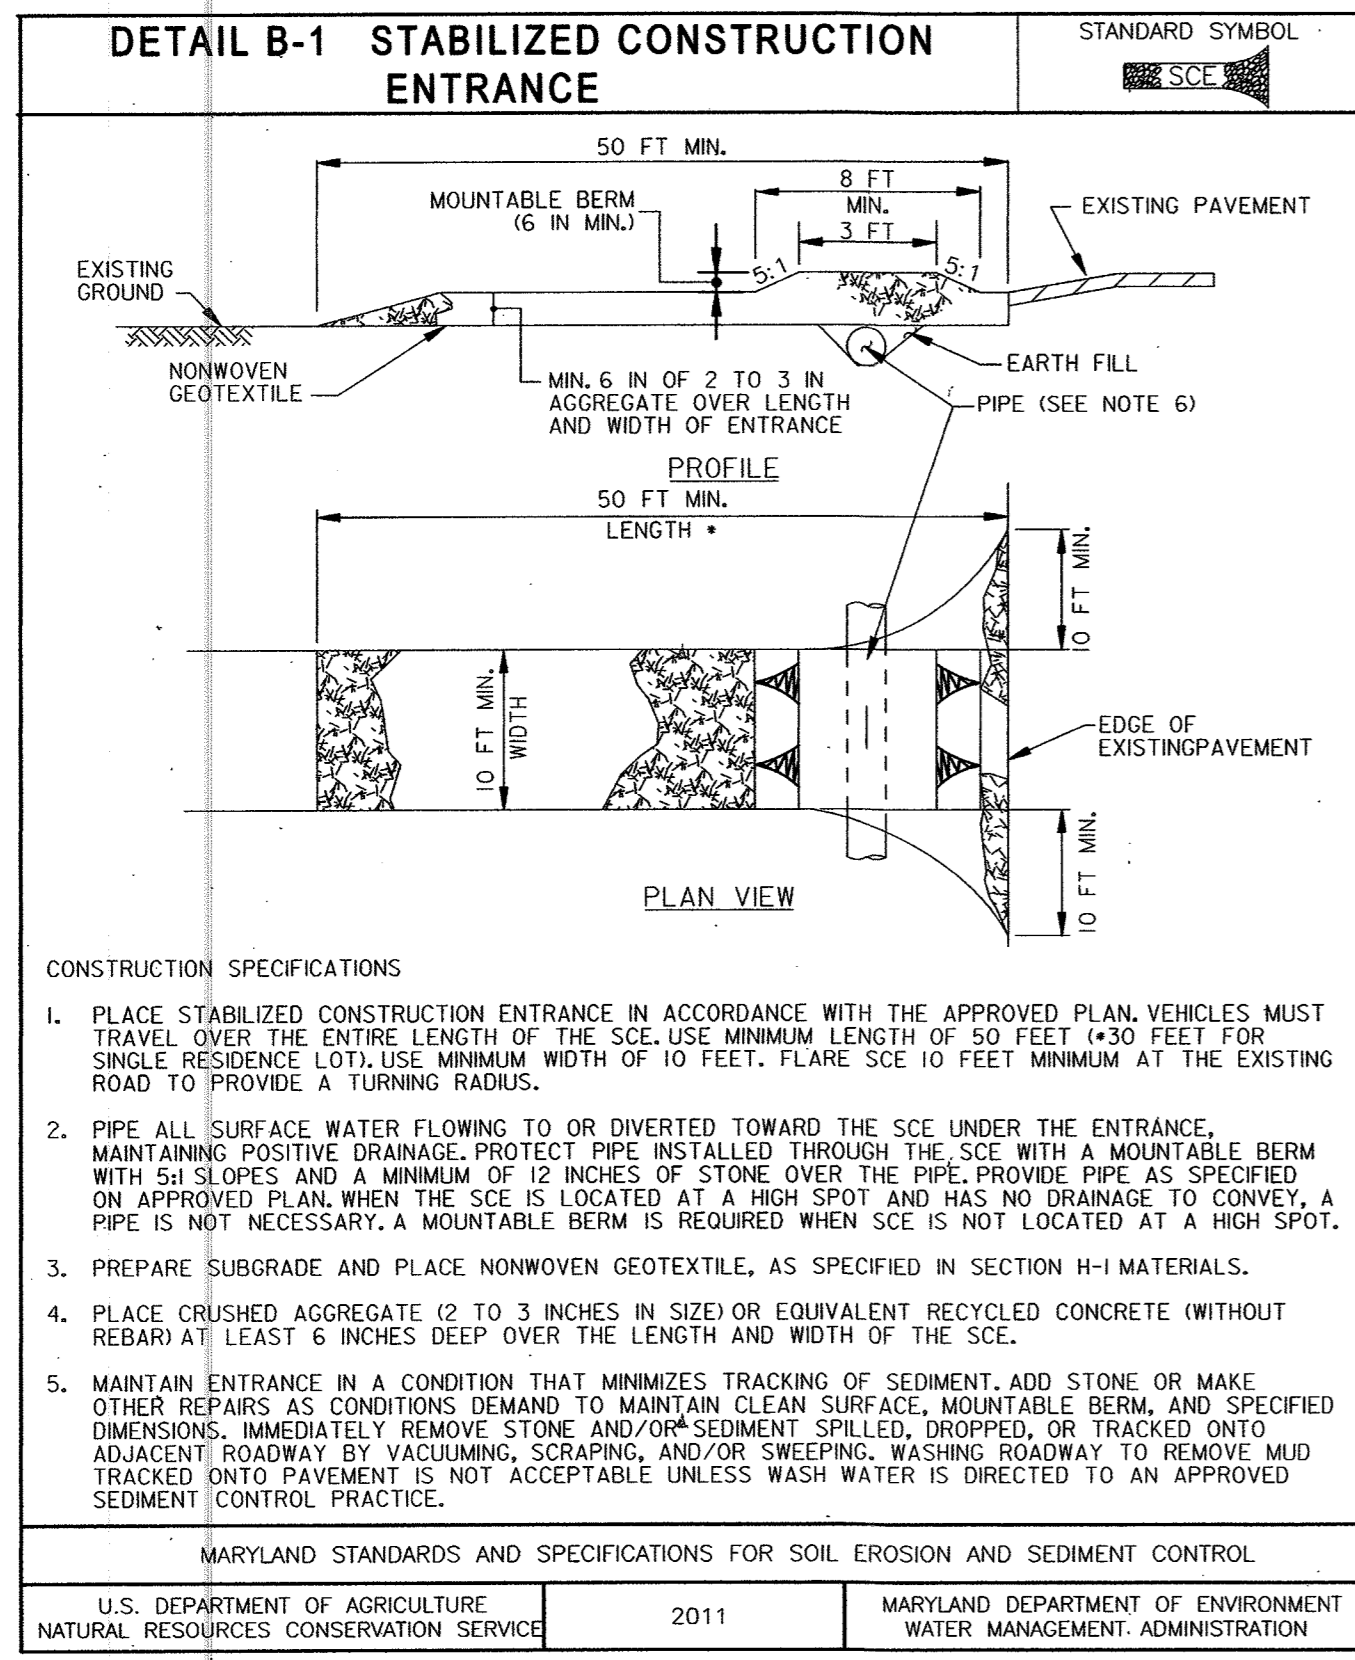 DETAIL B-1 STABILIZED CONSTRUCTION
ENTRANCE
STANDARD SYMBOL
SCE
50 FT MIN.
8 FT
MIN.
3 FT
MOUNTABLE BERM
(6 IN MIN.)
EXISTING PAVEMENT
5:1
5:1
EXISTING
GROUND
NONWOVEN
GEOTEXTILE
MIN. 6 IN OF 2 TO 3 IN
AGGREGATE OVER LENGTH
AND WIDTH OF ENTRANCE
EARTH FILL
PIPE (SEE NOTE 6)
PROFILE
50 FT MIN.
LENGTH *
10 FT MIN.
10 FT MIN.
WIDTH
EDGE OF
EXISTINGPAVEMENT
10 FT MIN.
PLAN VIEW
CONSTRUCTION SPECIFICATIONS
1. PLACE STABILIZED CONSTRUCTION ENTRANCE IN ACCORDANCE WITH THE APPROVED PLAN. VEHICLES MUST
TRAVEL OVER THE ENTIRE LENGTH OF THE SCE. USE MINIMUM LENGTH OF 50 FEET (*30 FEET FOR
SINGLE RESIDENCE LOT). USE MINIMUM WIDTH OF 10 FEET. FLARE SCE 10 FEET MINIMUM AT THE EXISTING
ROAD TO PROVIDE A TURNING RADIUS.
2. PIPE ALL SURFACE WATER FLOWING TO OR DIVERTED TOWARD THE SCE UNDER THE ENTRANCE,
MAINTAINING POSITIVE DRAINAGE. PROTECT PIPE INSTALLED THROUGH THE SCE WITH A MOUNTABLE BERM
WITH 5:1 SLOPES AND A MINIMUM OF 12 INCHES OF STONE OVER THE PIPE. PROVIDE PIPE AS SPECIFIED
ON APPROVED PLAN. WHEN THE SCE IS LOCATED AT A HIGH SPOT AND HAS NO DRAINAGE TO CONVEY, A
PIPE IS NOT NECESSARY. A MOUNTABLE BERM IS REQUIRED WHEN SCE IS NOT LOCATED AT A HIGH SPOT.
3. PREPARE SUBGRADE AND PLACE NONWOVEN GEOTEXTILE, AS SPECIFIED IN SECTION H-1 MATERIALS.
4. PLACE CRUSHED AGGREGATE (2 TO 3 INCHES IN SIZE) OR EQUIVALENT RECYCLED CONCRETE (WITHOUT
REBAR) AT LEAST 6 INCHES DEEP OVER THE LENGTH AND WIDTH OF THE SCE.
5. MAINTAIN ENTRANCE IN A CONDITION THAT MINIMIZES TRACKING OF SEDIMENT. ADD STONE OR MAKE
OTHER REPAIRS AS CONDITIONS DEMAND TO MAINTAIN CLEAN SURFACE, MOUNTABLE BERM, AND SPECIFIED
DIMENSIONS. IMMEDIATELY REMOVE STONE AND/OR SEDIMENT SPILLED, DROPPED, OR TRACKED ONTO
ADJACENT ROADWAY BY VACUUMING, SCRAPING, AND/OR SWEEPING. WASHING ROADWAY TO REMOVE MUD
TRACKED ONTO PAVEMENT IS NOT ACCEPTABLE UNLESS WASH WATER IS DIRECTED TO AN APPROVED
SEDIMENT CONTROL PRACTICE.
MARYLAND STANDARDS AND SPECIFICATIONS FOR SOIL EROSION AND SEDIMENT CONTROL
U.S. DEPARTMENT OF AGRICULTURE
NATURAL RESOURCES CONSERVATION SERVICE
2011
MARYLAND DEPARTMENT OF ENVIRONMENT
WATER MANAGEMENT ADMINISTRATION